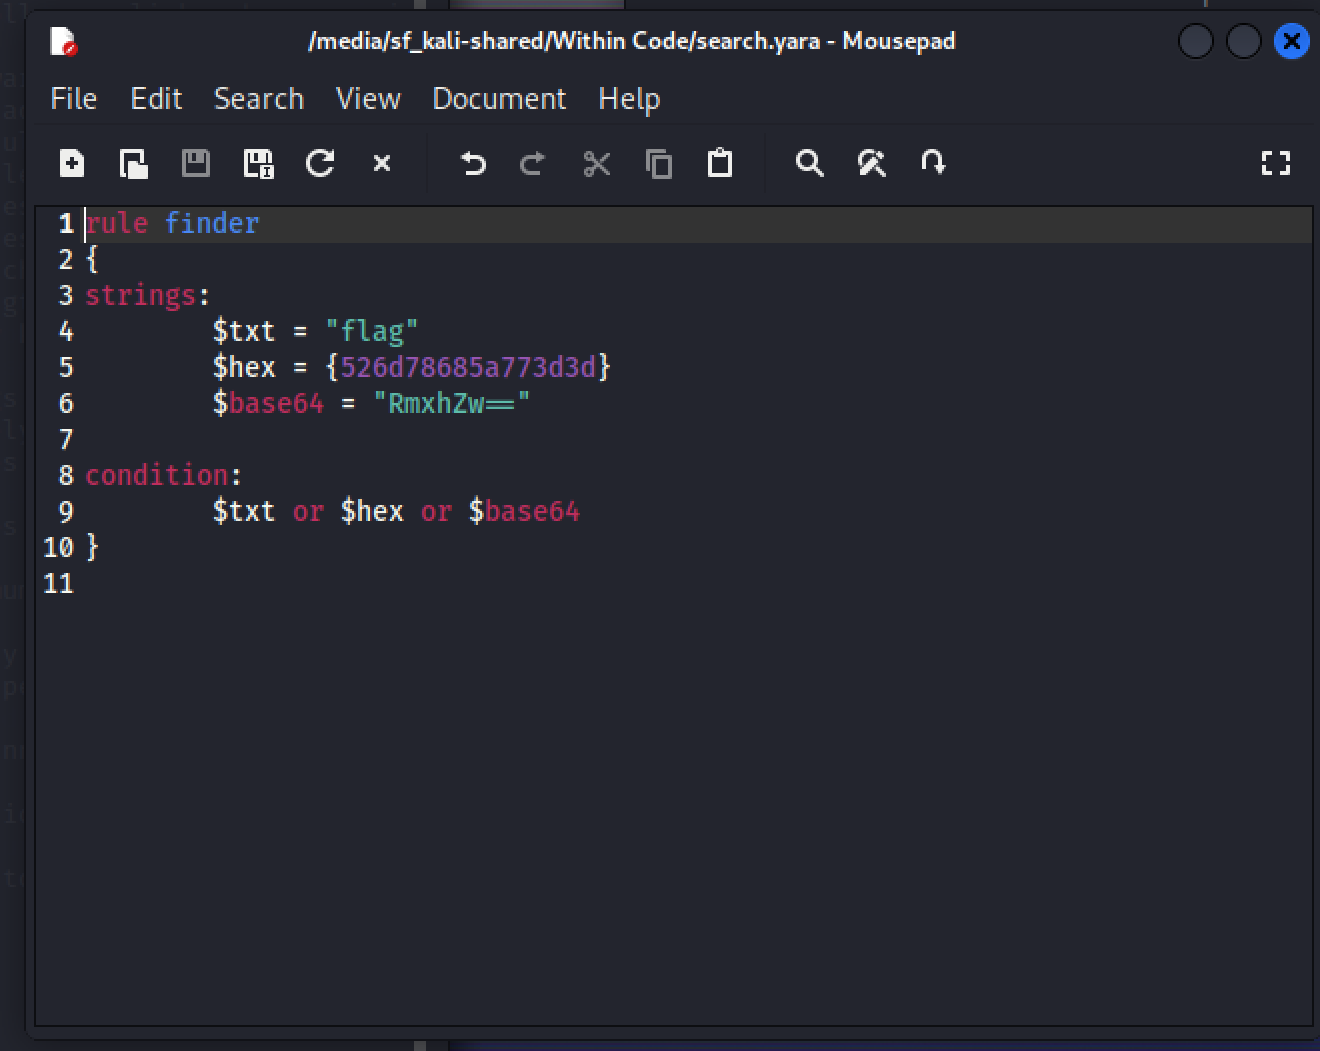 /media/sf_kali-shared/Within Code/search.yara - Mousepad
File Edit Search View Document Help
1 rule finder
2 {
3 strings:
4 $txt = "flag"
5 $hex = {526d78685a773d3d}
6 $base64 = "RmxhZw=="
7
8 condition:
9 $txt or $hex or $base64
10 }
11